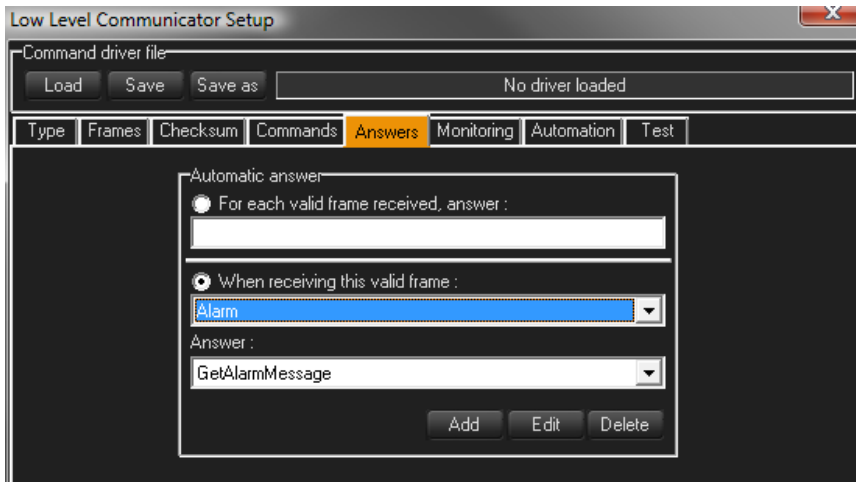 Low Level Communicator Setup
Command driver file
Load Save Save as No driver loaded
Type Frames Checksum Commands Answers Monitoring Automation Test
Automatic answer
For each valid frame received, answer :
When receiving this valid frame :
Alarm
Answer :
GetAlarmMessage
Add Edit Delete